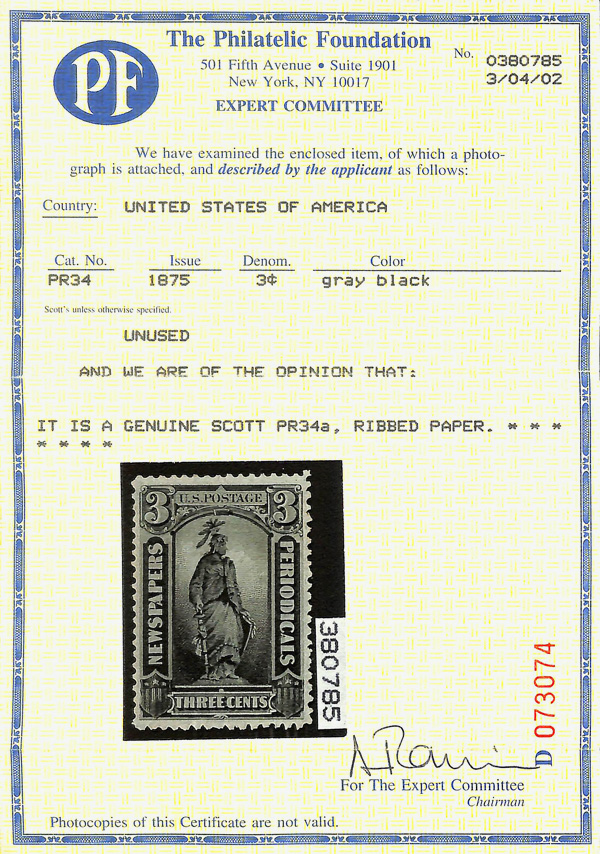 PF
The Philatelic Foundation
501 Fifth Avenue • Suite 1901
New York, NY 10017
EXPERT COMMITTEE
No. 0380785
3/04/02
We have examined the enclosed item, of which a photo-
graph is attached, and described by the applicant as follows:
Country: UNITED STATES OF AMERICA
Cat. No. Issue Denom. Color
PR34 1875 3¢ gray black
Scott's unless otherwise specified.
UNUSED
AND WE ARE OF THE OPINION THAT:
IT IS A GENUINE SCOTT PR34a, RIBBED PAPER. * * *
* * * *
3 U.S. POSTAGE 3
NEWSPAPERS
PERIODICALS
THREE CENTS
380785
D 073074
For The Expert Committee
Chairman
Photocopies of this Certificate are not valid.